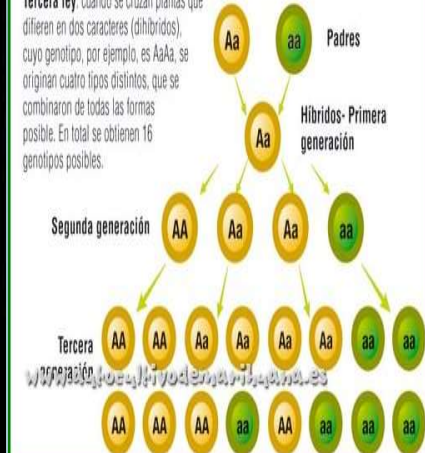 Tercera ley: cuando se cruzan plantas que
difieren en dos caracteres (dihíbridos),
cuyo genotipo, por ejemplo, es AaAa, se
originan cuatro tipos distintos, que se
combinaron de todas las formas
posible. En total se obtienen 16
genotipos posibles.
Aa aa Padres
Aa Híbridos- Primera
generación
Segunda generación AA Aa Aa aa
Tercera
generación
AA AA Aa Aa Aa Aa aa aa
www.autocultivodemarihuana.es
AA AA AA aa AA aa aa aa